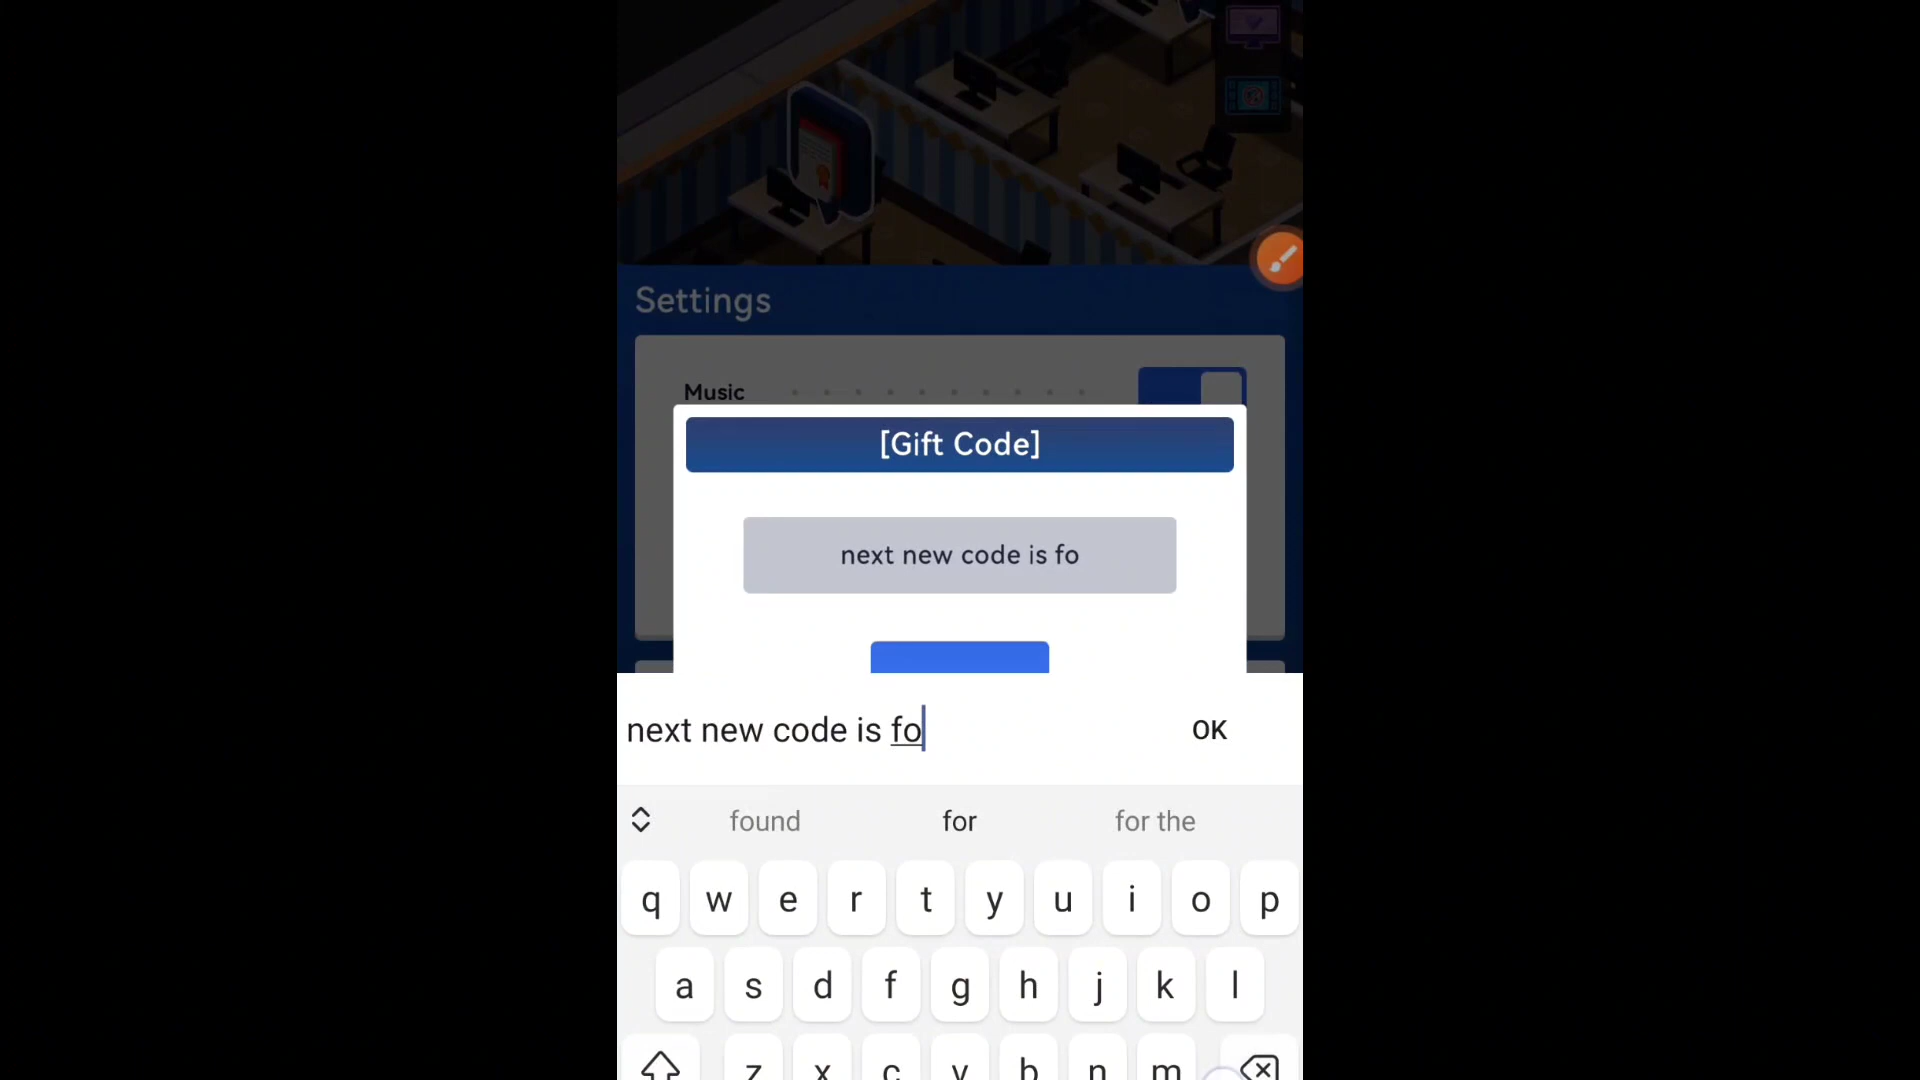 Settings
Music
[Gift Code]
next new code is fo
next new code is fo
OK
found for for the
q w e r t y u i o p
a s d f g h j k l
z x c v b n m